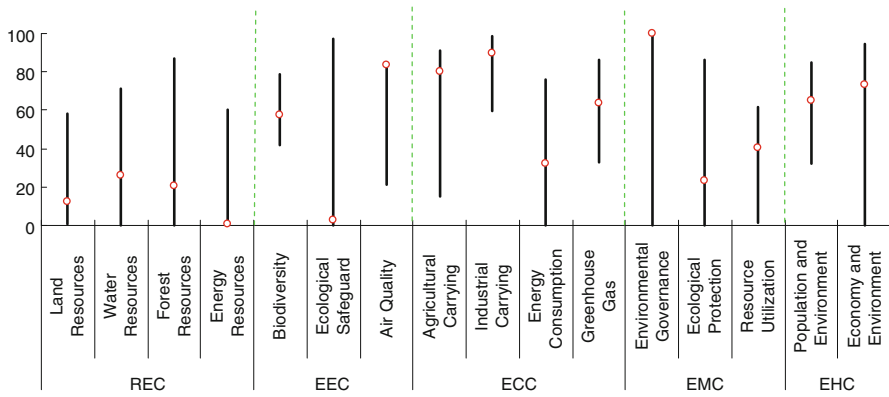 100
80
60
40
20
0
Land
Resources
Water
Resources
Forest
Resources
Energy
Resources
Biodiversity
Ecological
Safeguard
Air Quality
Agricultural
Carrying
Industrial
Carrying
Energy
Consumption
Greenhouse
Gas
Environmental
Governance
Ecological
Protection
Resource
Utilization
Population and
Environment
Economy and
Environment
REC
EEC
ECC
EMC
EHC